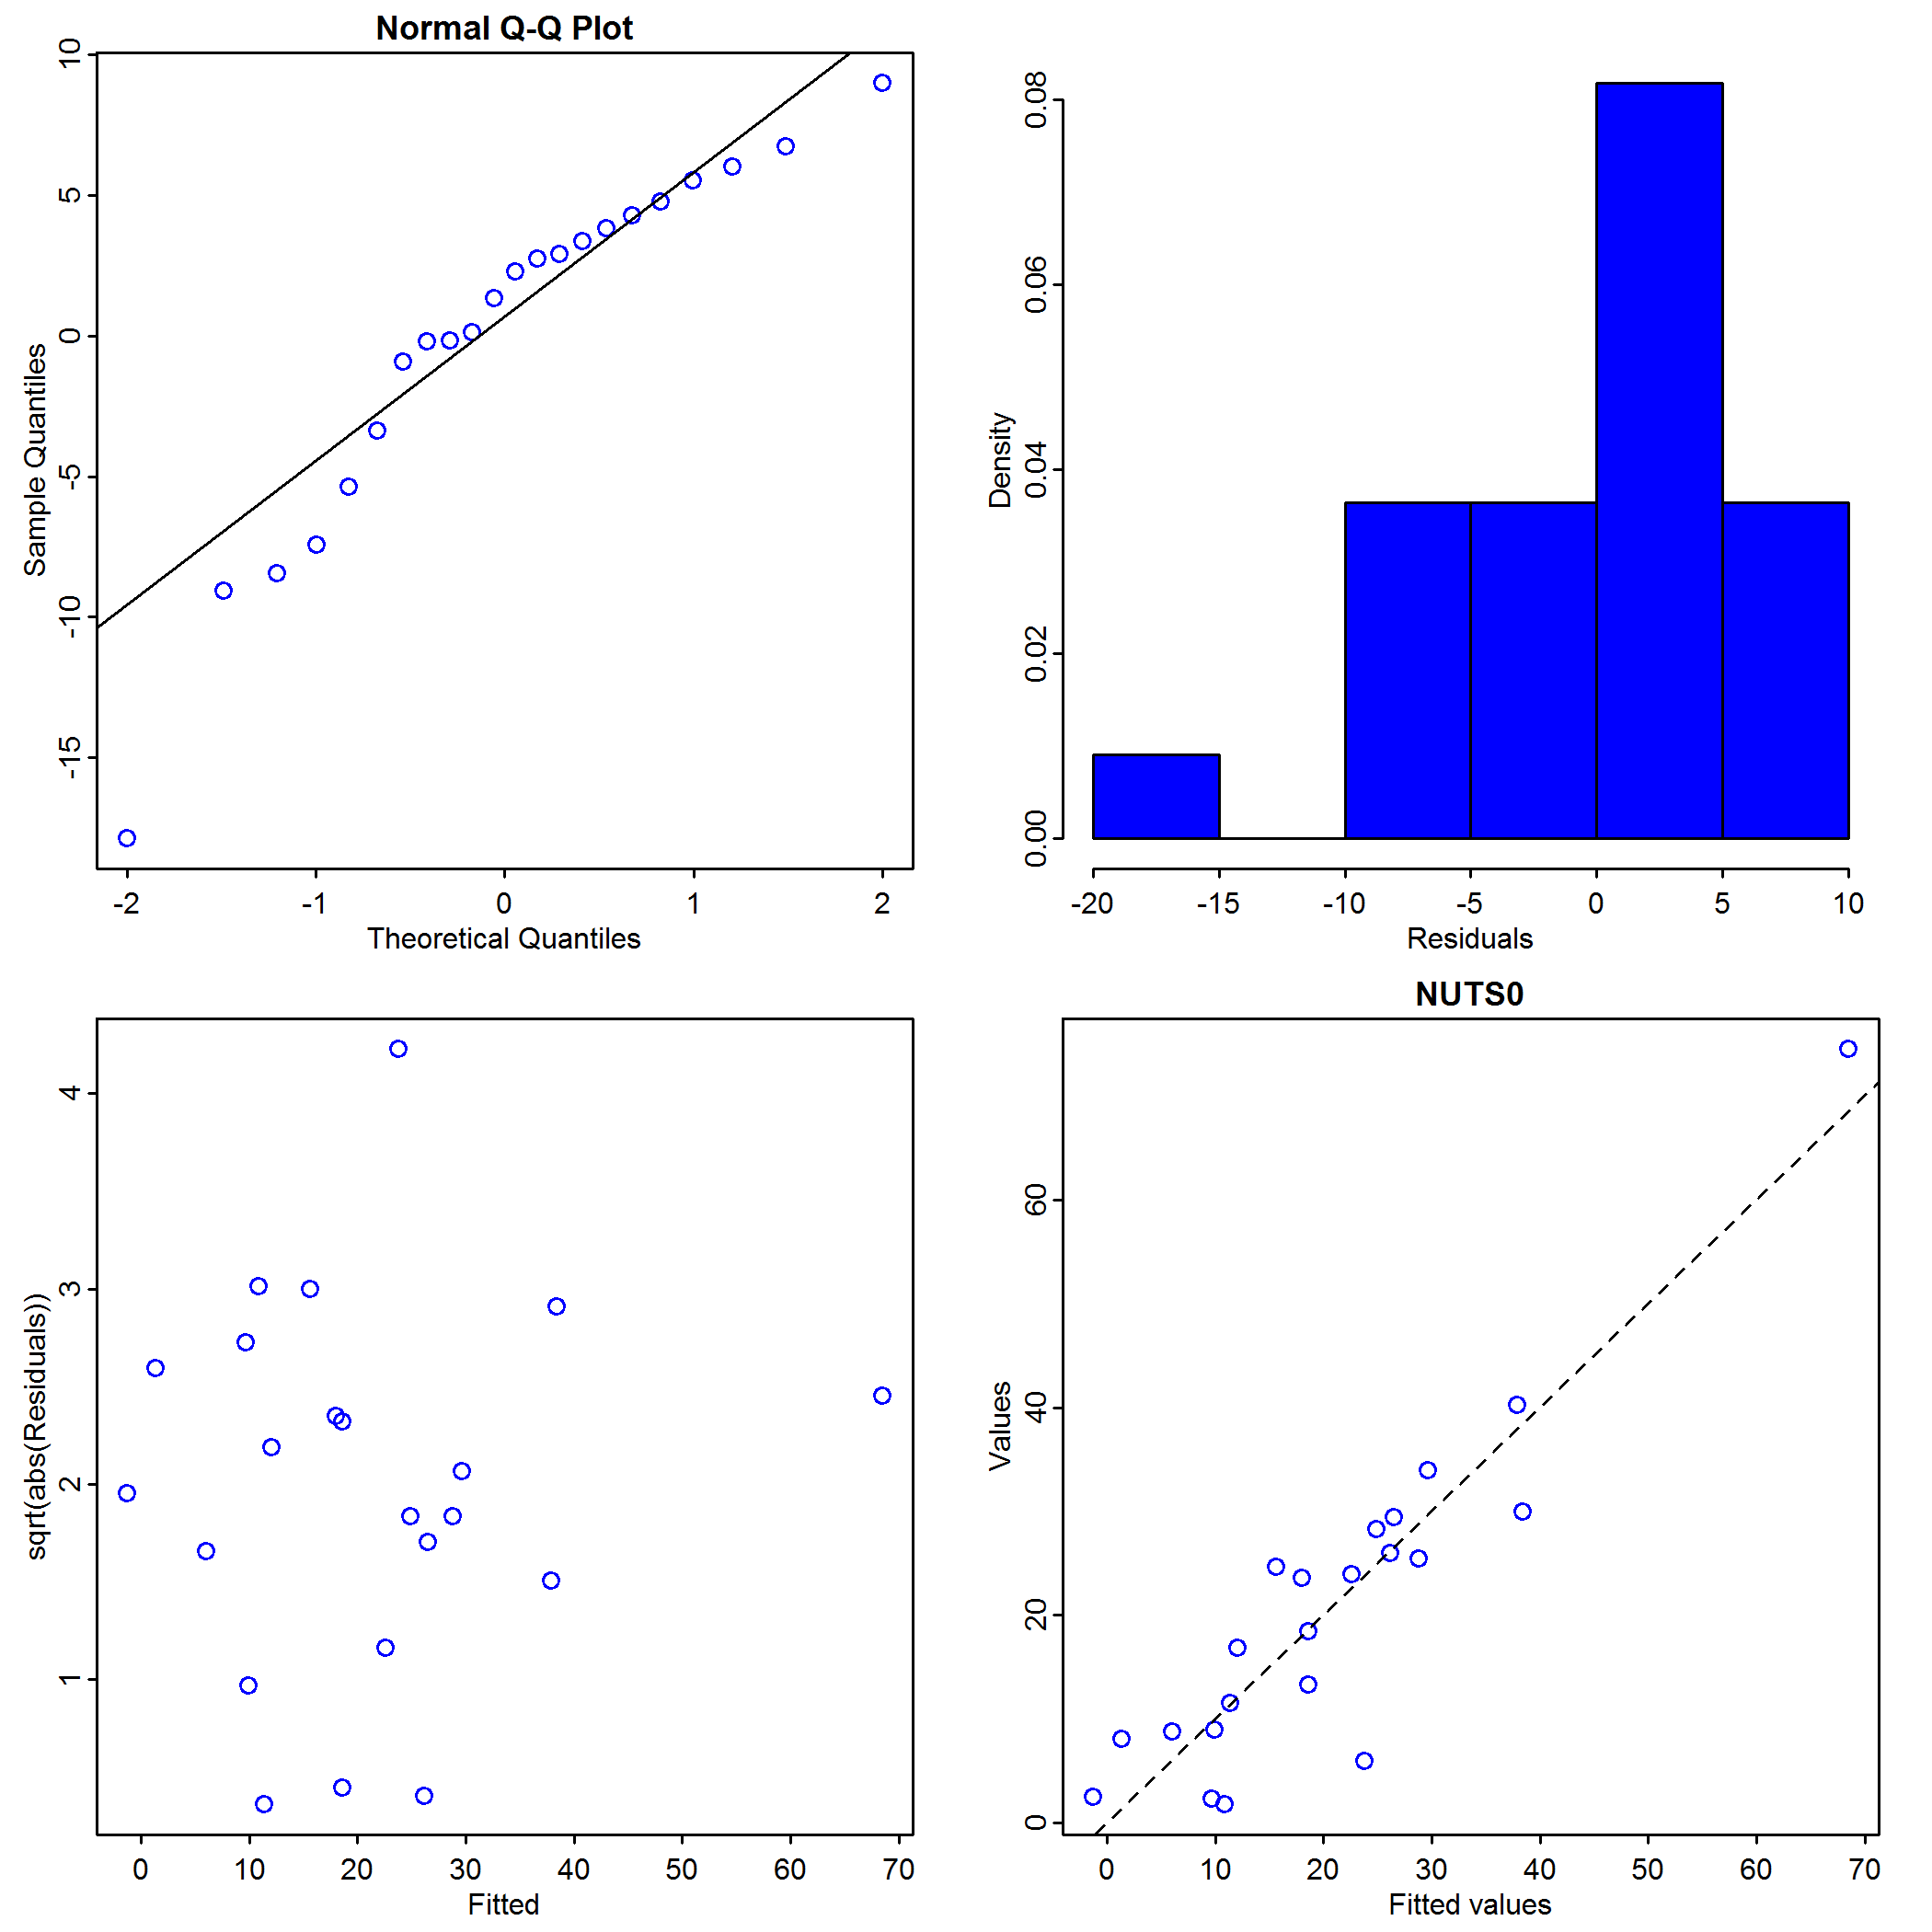 Normal Q-Q Plot
10
5
0
-5
-10
-15
Sample Quantiles
-2 -1 0 1 2
Theoretical Quantiles
0.08
0.06
0.04
0.02
0.00
Density
-20 -15 -10 -5 0 5 10
Residuals
4
3
2
1
sqrt(abs(Residuals))
0 10 20 30 40 50 60 70
Fitted
NUTS0
60
40
20
0
Values
0 10 20 30 40 50 60 70
Fitted values